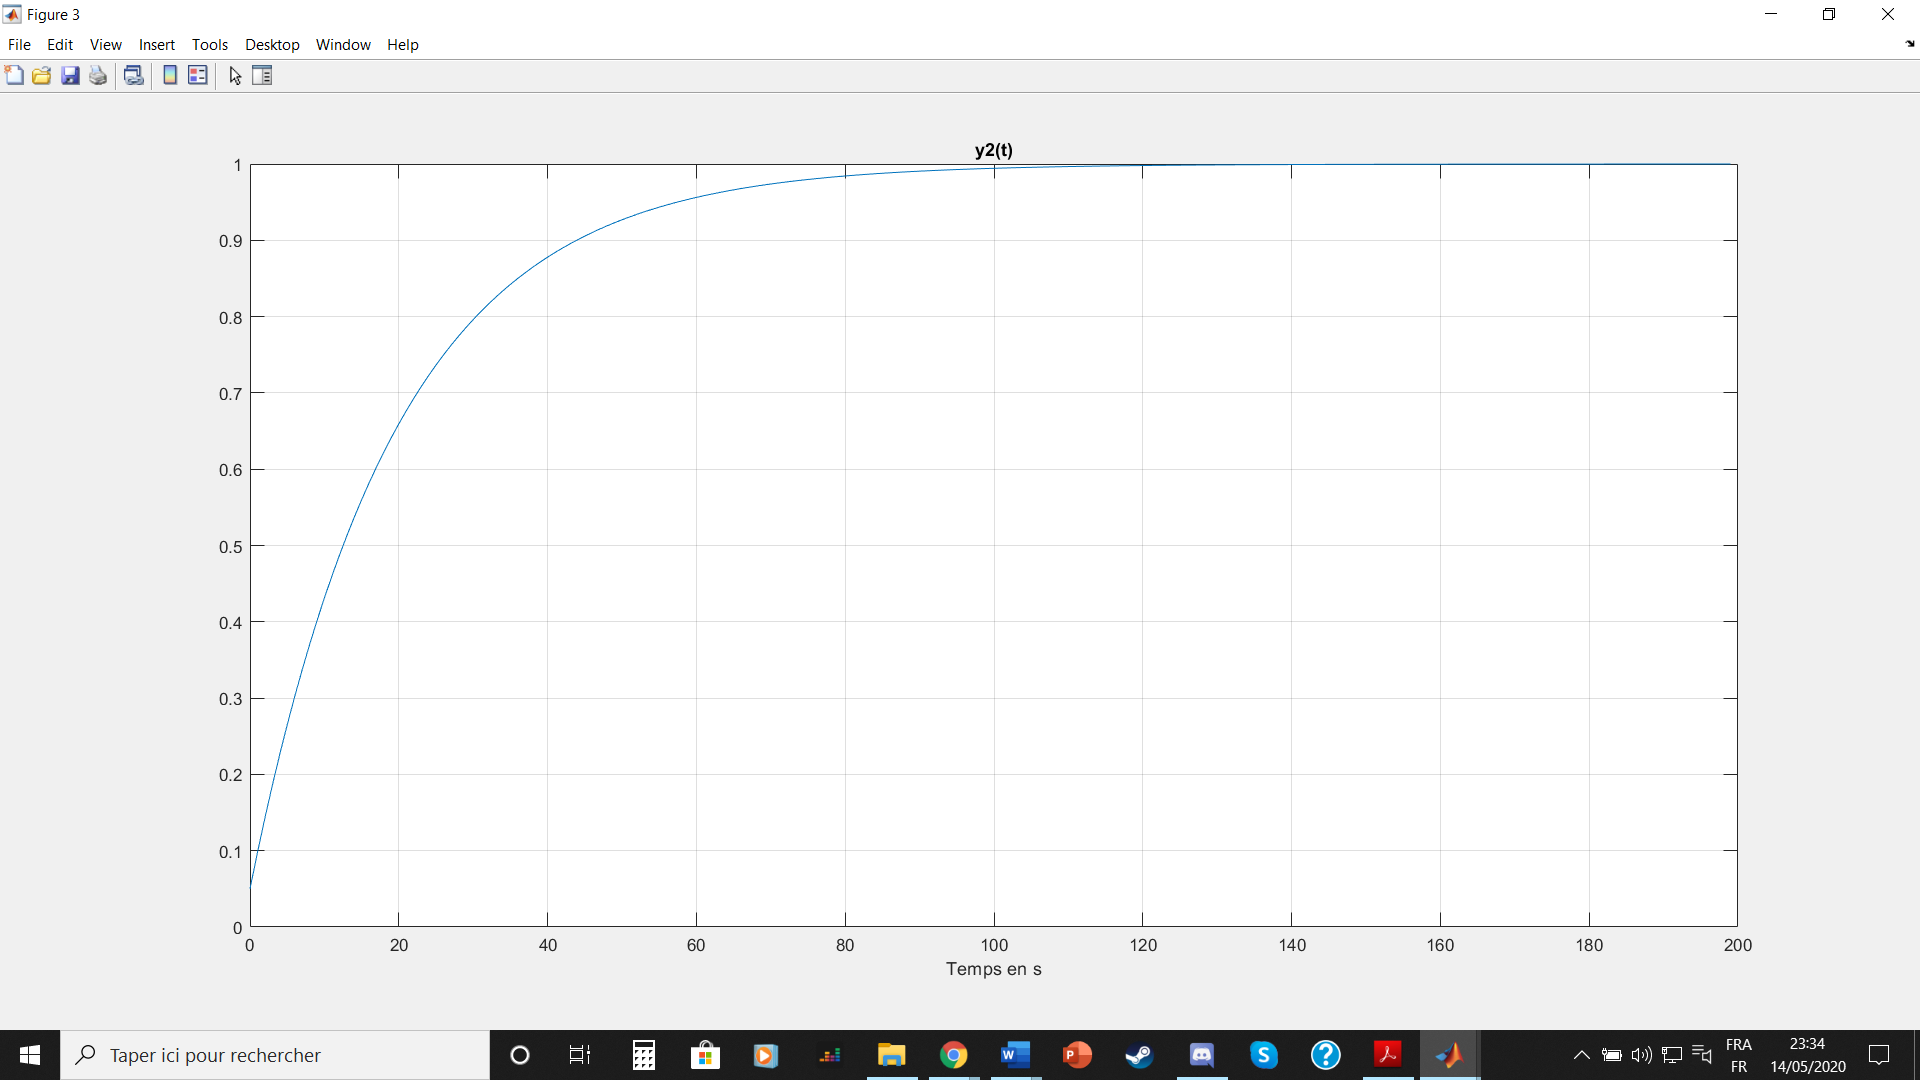 Figure 3
File Edit View Insert Tools Desktop Window Help
y2(t)
1
0.9
0.8
0.7
0.6
0.5
0.4
0.3
0.2
0.1
0
0 20 40 60 80 100 120 140 160 180 200
Temps en s
Taper ici pour rechercher
FRA
FR
23:34
14/05/2020